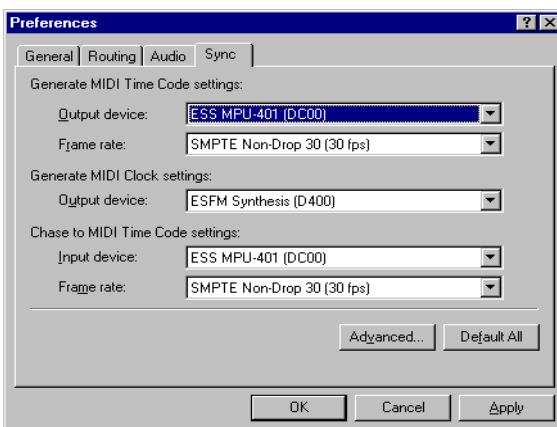 Preferences
General Routing Audio Sync
Generate MIDI Time Code settings:
Output device: ESS MPU-401 (DC00)
Frame rate: SMPTE Non-Drop 30 (30 fps)
Generate MIDI Clock settings:
Output device: ESFM Synthesis (D400)
Chase to MIDI Time Code settings:
Input device: ESS MPU-401 (DC00)
Frame rate: SMPTE Non-Drop 30 (30 fps)
Advanced... Default All
OK Cancel Apply